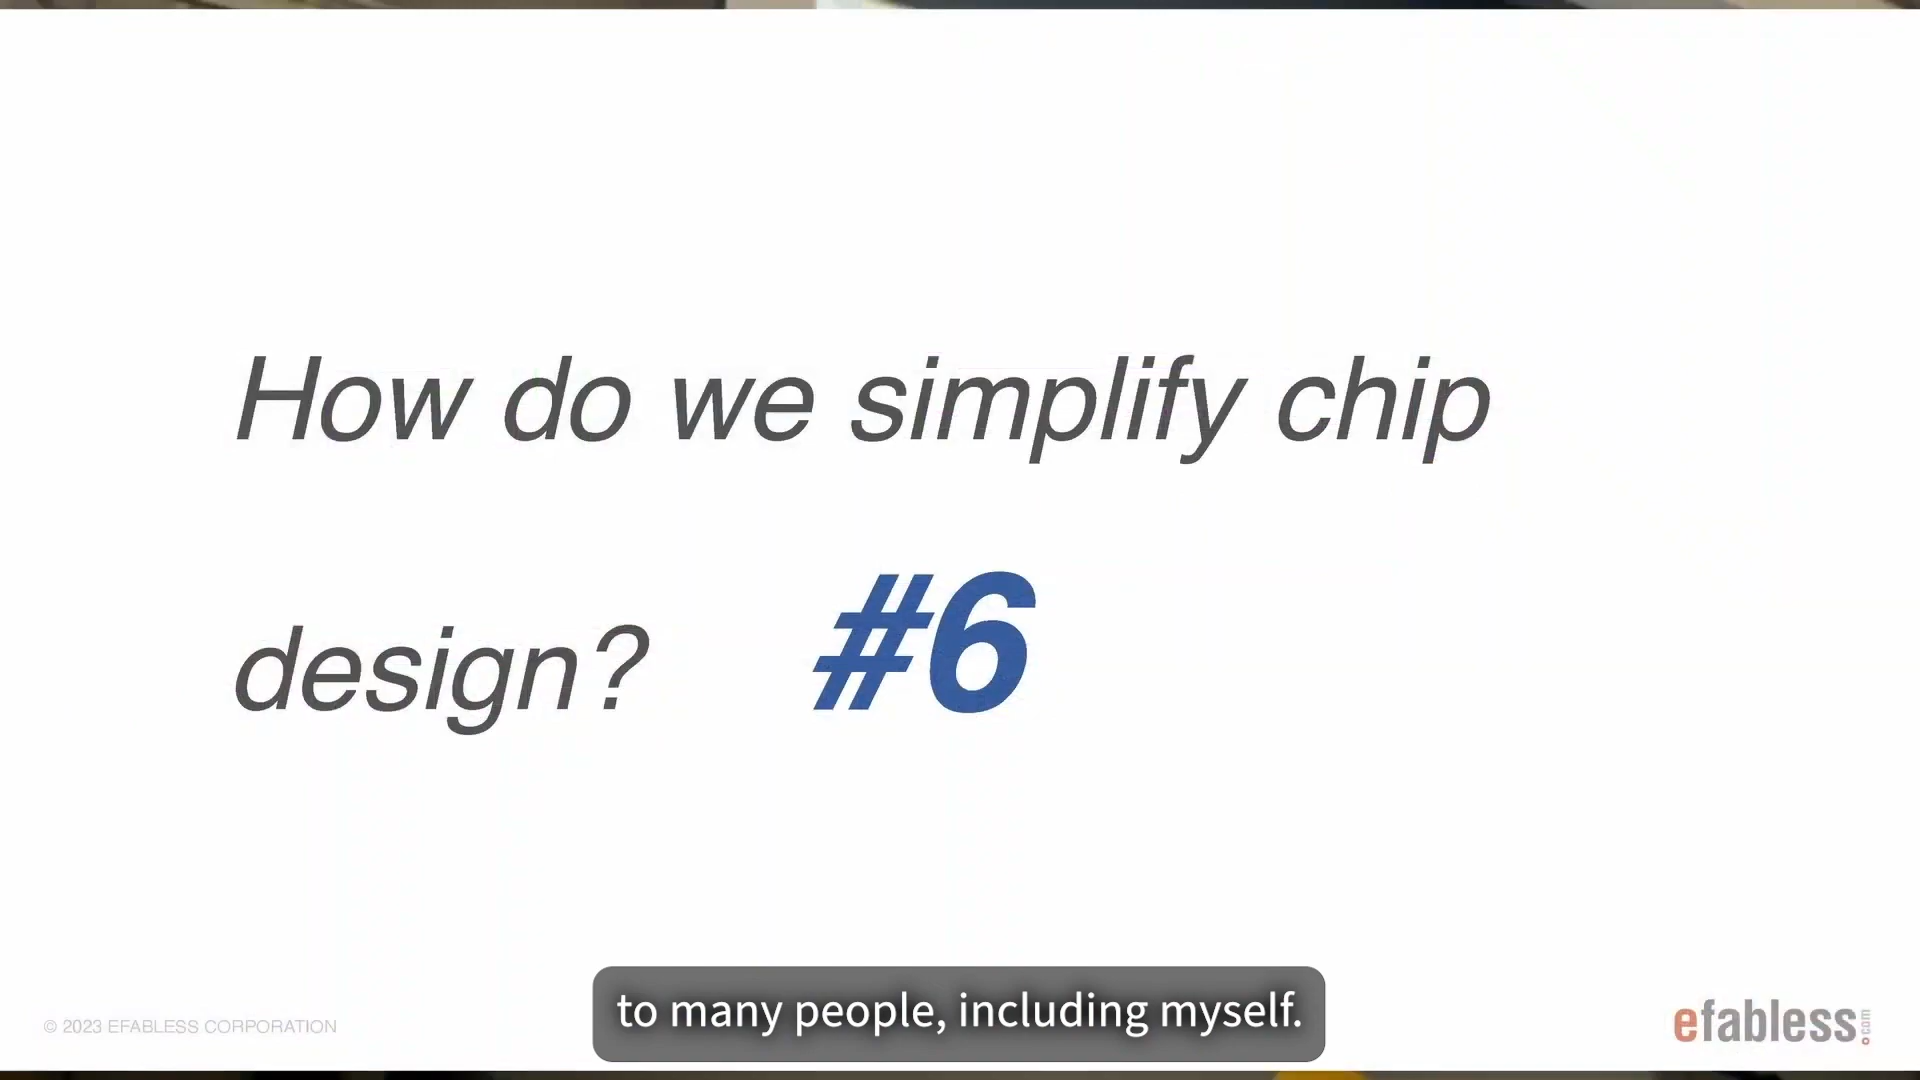 How do we simplify chip
design? #6
to many people, including myself.
© 2023 EFABLESS CORPORATION
efabless.com